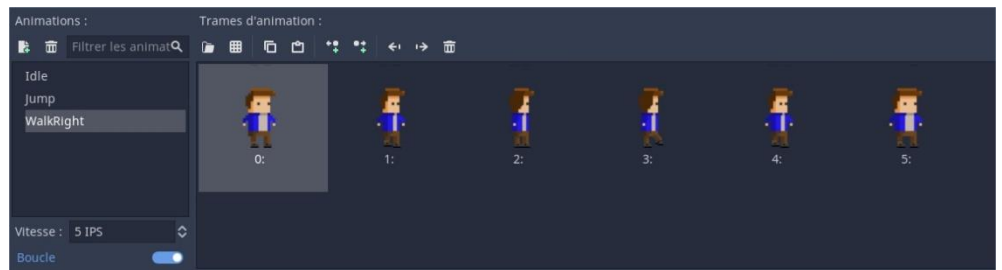 Animations :
Trames d'animation :
Filtrer les animat
Idle
Jump
WalkRight
0:
1:
2:
3:
4:
5:
Vitesse : 5 IPS
Boucle